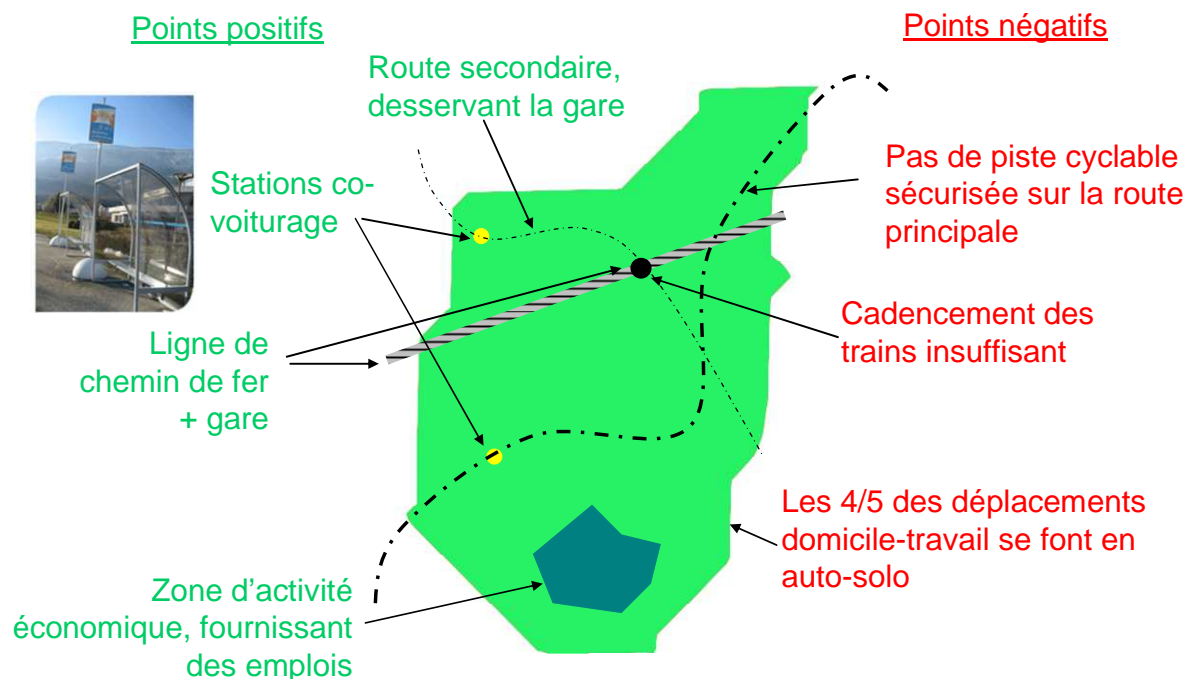 Points positifs
Points négatifs
Route secondaire,
desservant la gare
Stations co-
voiturage
Pas de piste cyclable
sécurisée sur la route
principale
Ligne de
chemin de fer
+ gare
Cadencement des
trains insuffisant
Les 4/5 des déplacements
domicile-travail se font en
auto-solo
Zone d’activité
économique, fournissant
des emplois